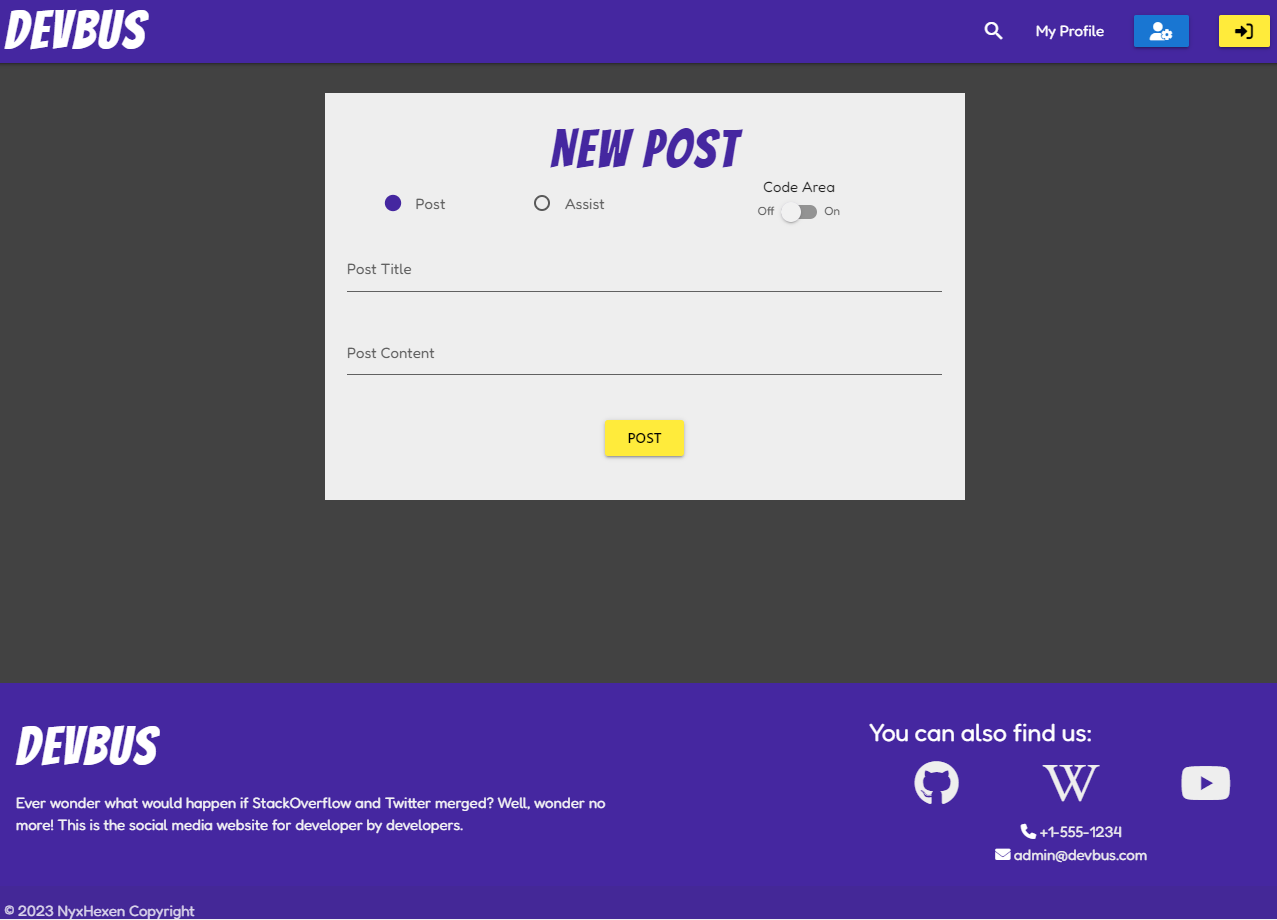 DEVBUS
My Profile
NEW POST
Post
Assist
Code Area
Off
On
Post Title
Post Content
POST
DEVBUS
Ever wonder what would happen if StackOverflow and Twitter merged? Well, wonder no
more! This is the social media website for developer by developers.
You can also find us:
W
+1-555-1234
admin@devbus.com
© 2023 NyxHexen Copyright